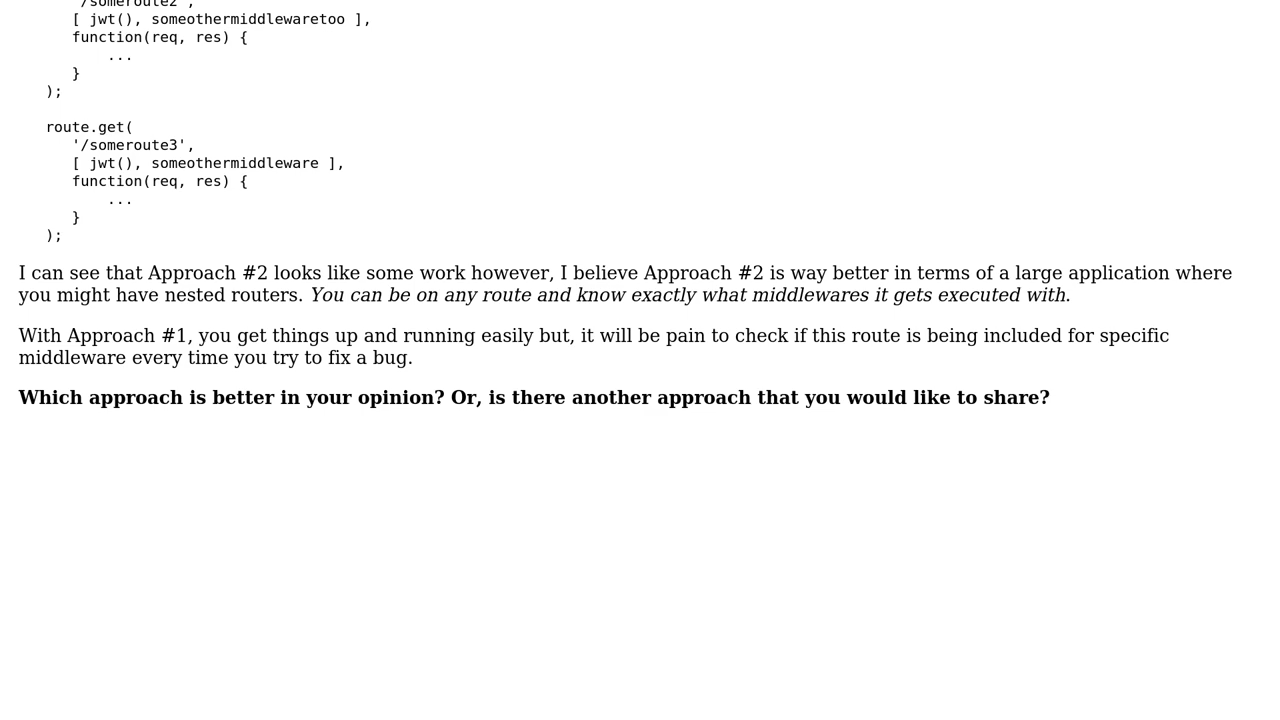 '/someroute2',
[ jwt(), someothermiddlewaretoo ],
function(req, res) {
...
}
);
route.get(
'/someroute3',
[ jwt(), someothermiddleware ],
function(req, res) {
...
}
);
I can see that Approach #2 looks like some work however, I believe Approach #2 is way better in terms of a large application where
you might have nested routers. You can be on any route and know exactly what middlewares it gets executed with.
With Approach #1, you get things up and running easily but, it will be pain to check if this route is being included for specific
middleware every time you try to fix a bug.
Which approach is better in your opinion? Or, is there another approach that you would like to share?